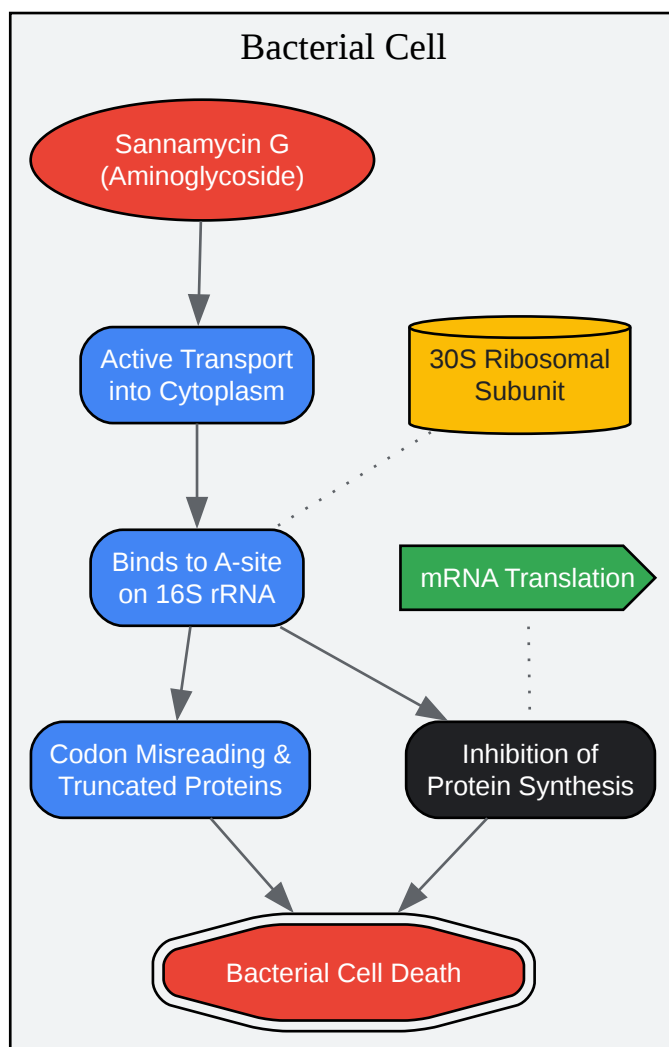 Bacterial Cell
Sannamycin G
(Aminoglycoside)
Active Transport
into Cytoplasm
30S Ribosomal
Subunit
Binds to A-site
on 16S rRNA
mRNA Translation
Codon Misreading &
Truncated Proteins
Inhibition of
Protein Synthesis
Bacterial Cell Death